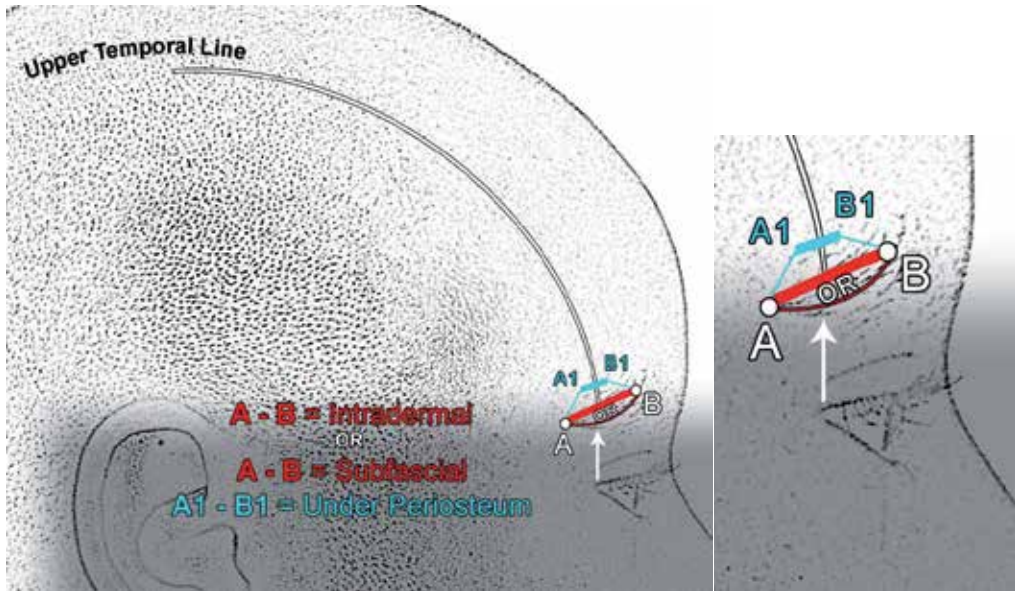 Upper Temporal Line
A1
B1
A
B
OR
A - B = Intradermal
OR
A - B = Subfascial
A1 - B1 = Under Periosteum
A1
B1
A
B
OR